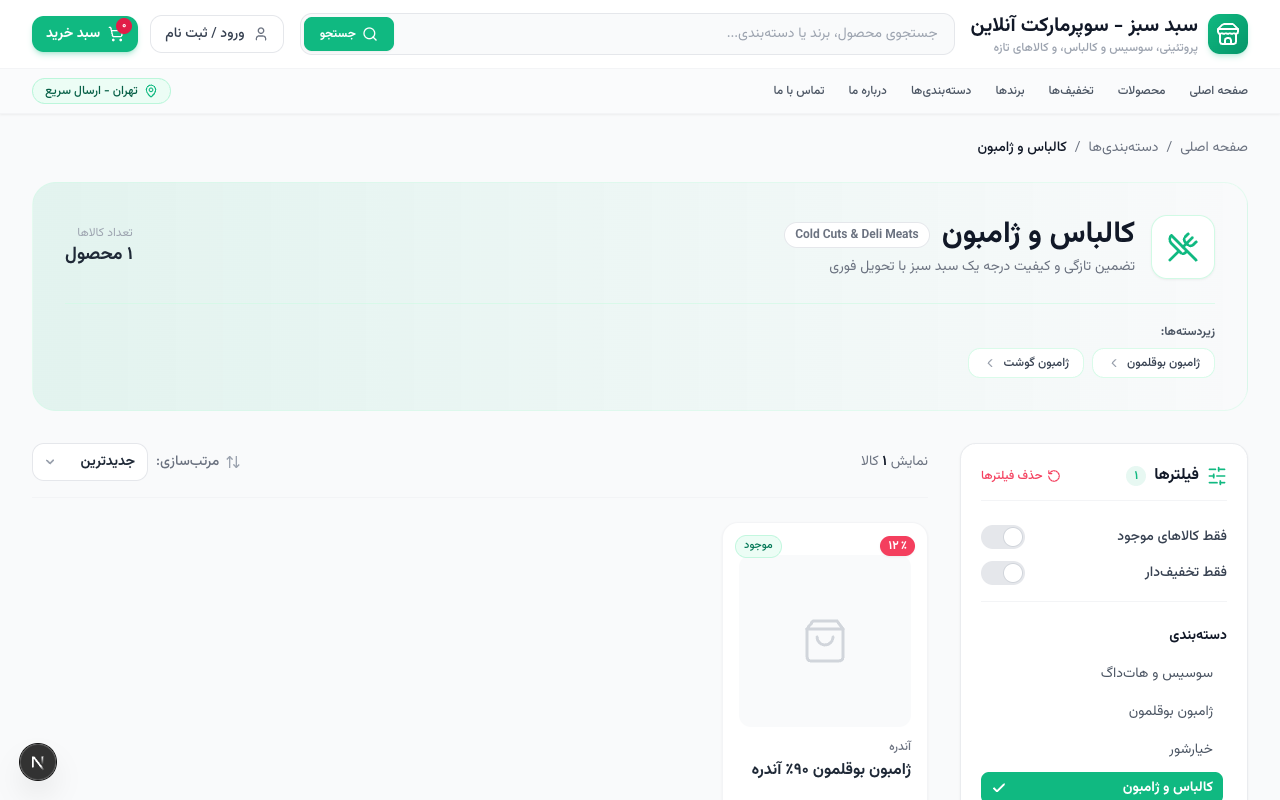 سبد سبز - سوپرمارکت آنلاین
پروتئینی، سوسیس و کالباس، و کالاهای تازه
جستجوی محصول، برند یا دسته‌بندی...
جستجو
ورود / ثبت نام
سبد خرید
۰
صفحه اصلی
محصولات
تخفیف‌ها
برندها
دسته‌بندی‌ها
درباره ما
تماس با ما
تهران - ارسال سریع
صفحه اصلی / دسته‌بندی‌ها / کالباس و ژامبون
کالباس و ژامبون
Cold Cuts & Deli Meats
تضمین تازگی و کیفیت درجه یک سبد سبز با تحویل فوری
تعداد کالاها
۱ محصول
زیردسته‌ها:
ژامبون بوقلمون
ژامبون گوشت
فیلترها
۱
حذف فیلترها
فقط کالاهای موجود
فقط تخفیف‌دار
دسته‌بندی
سوسیس و هات‌داگ
ژامبون بوقلمون
خیارشور
کالباس و ژامبون
نمایش ۱ کالا
مرتب‌سازی:
جدیدترین
۱۲٪
موجود
آندره
ژامبون بوقلمون ۹۰٪ آندره
N